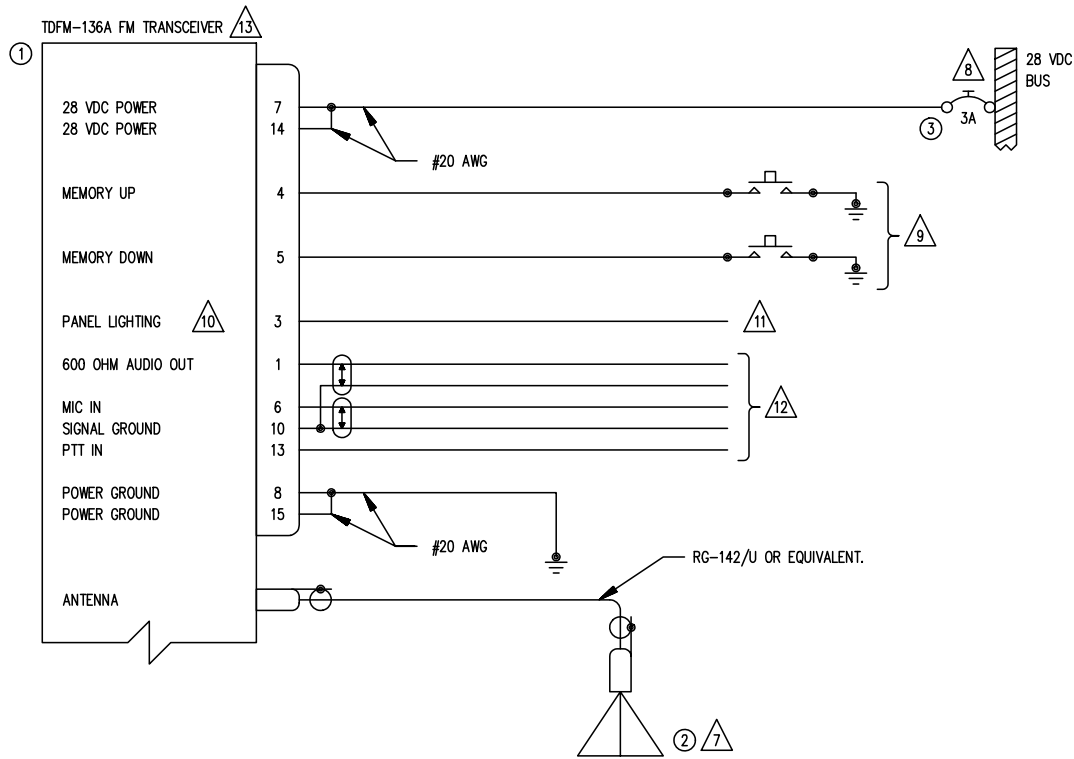 TDFM-136A FM TRANSCEIVER 13
1
28 VDC
BUS
8
3A
3
28 VDC POWER 7
28 VDC POWER 14
#20 AWG
MEMORY UP 4
MEMORY DOWN 5
9
PANEL LIGHTING 10 3 11
600 OHM AUDIO OUT 1
MIC IN 6
12
SIGNAL GROUND 10
PTT IN 13
POWER GROUND 8
POWER GROUND 15
#20 AWG
RG-142/U OR EQUIVALENT.
ANTENNA
2 7